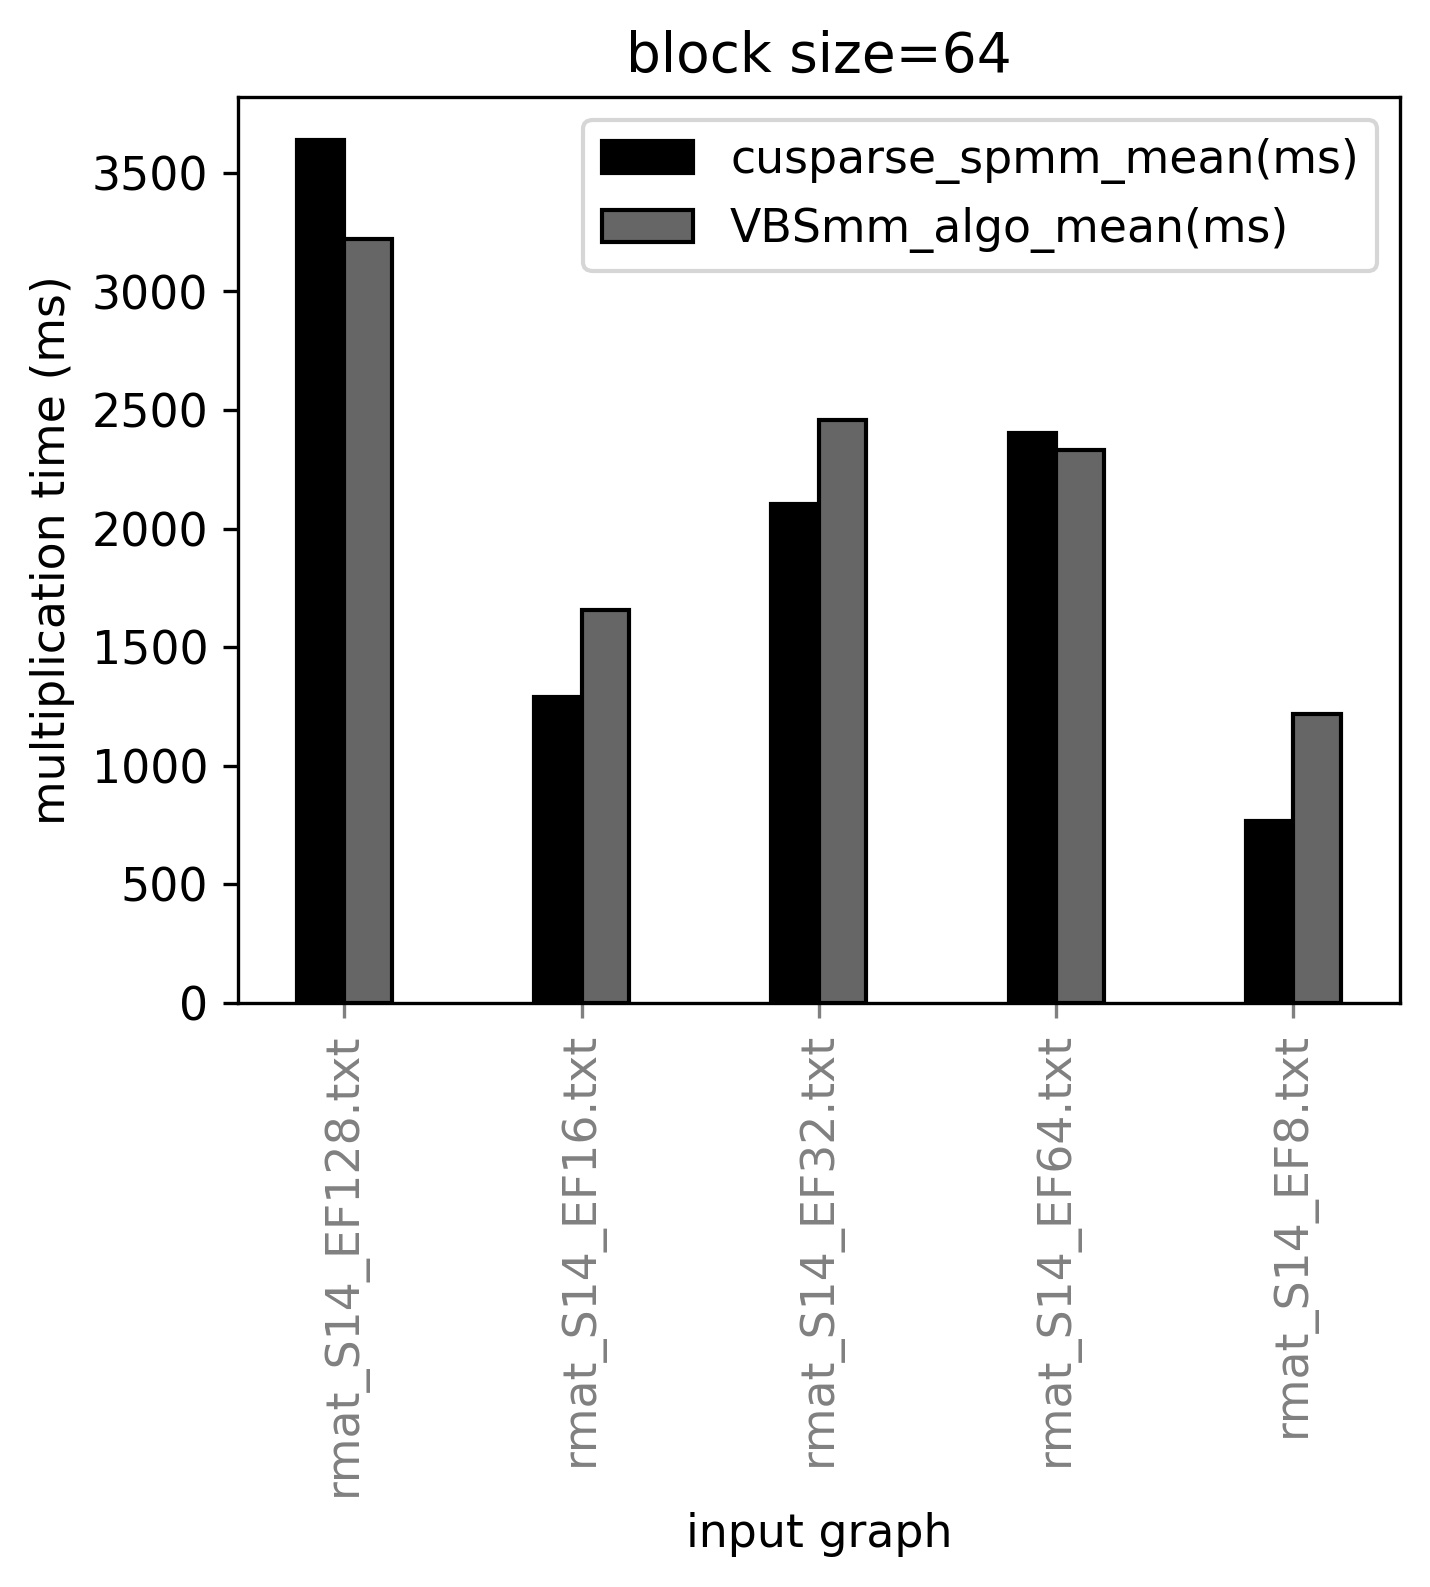 block size=64
cusparse_spmm_mean(ms)
VBSmm_algo_mean(ms)
multiplication time (ms)
3500
3000
2500
2000
1500
1000
500
0
rmat_S14_EF128.txt
rmat_S14_EF16.txt
rmat_S14_EF32.txt
rmat_S14_EF64.txt
rmat_S14_EF8.txt
input graph